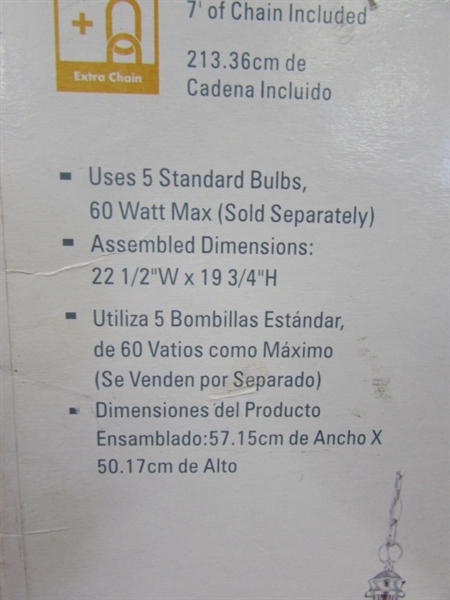 +
Extra Chain
7' of Chain Included
213.36cm de
Cadena Incluido
Uses 5 Standard Bulbs,
60 Watt Max (Sold Separately)
Assembled Dimensions:
22 1/2"W x 19 3/4"H
Utiliza 5 Bombillas Estándar,
de 60 Vatios como Máximo
(Se Venden por Separado)
Dimensiones del Producto
Ensamblado:57.15cm de Ancho X
50.17cm de Alto